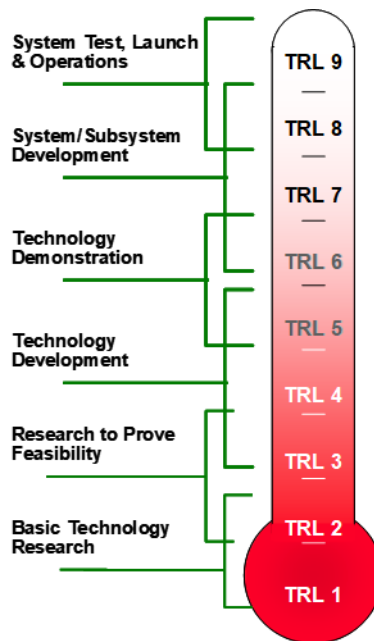 System Test, Launch
& Operations
System/Subsystem
Development
Technology
Demonstration
Technology
Development
Research to Prove
Feasibility
Basic Technology
Research
TRL 9
TRL 8
TRL 7
TRL 6
TRL 5
TRL 4
TRL 3
TRL 2
TRL 1